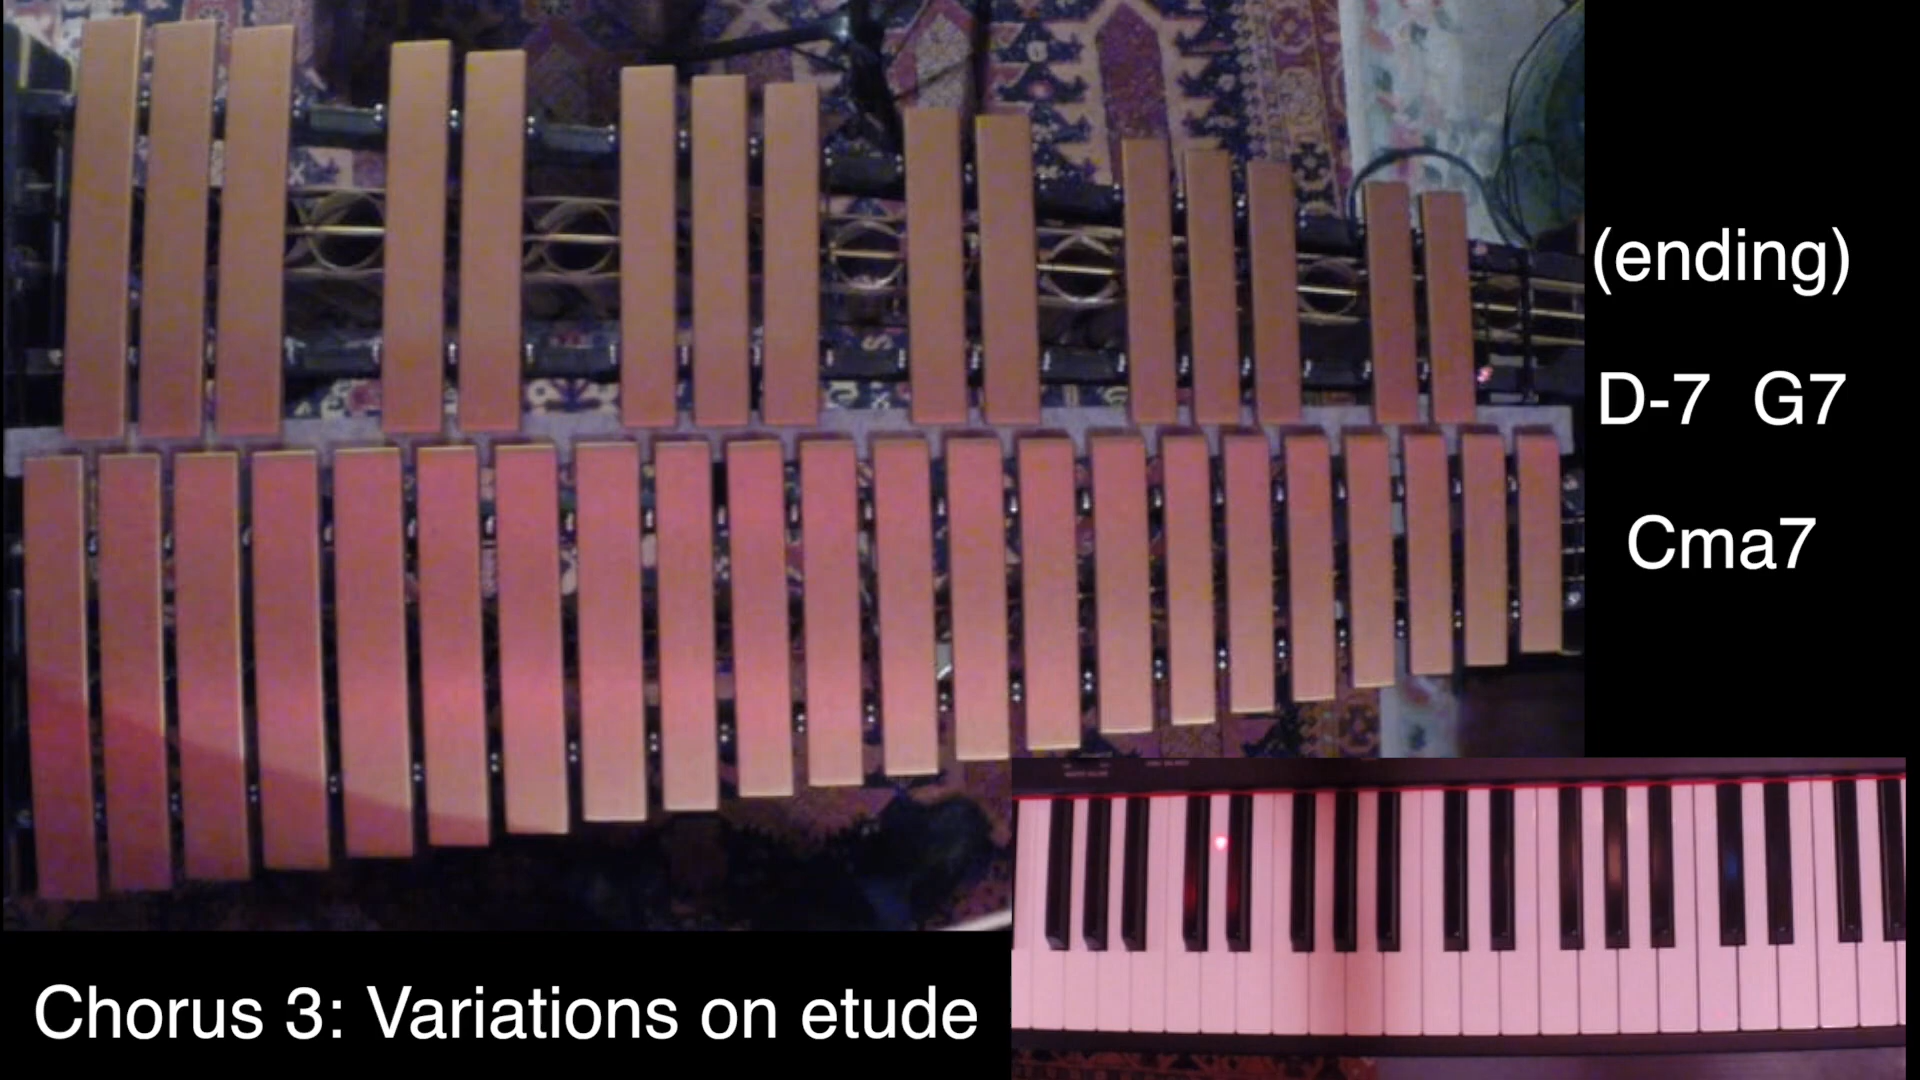 (ending)
D-7 G7
Cma7
Chorus 3: Variations on etude